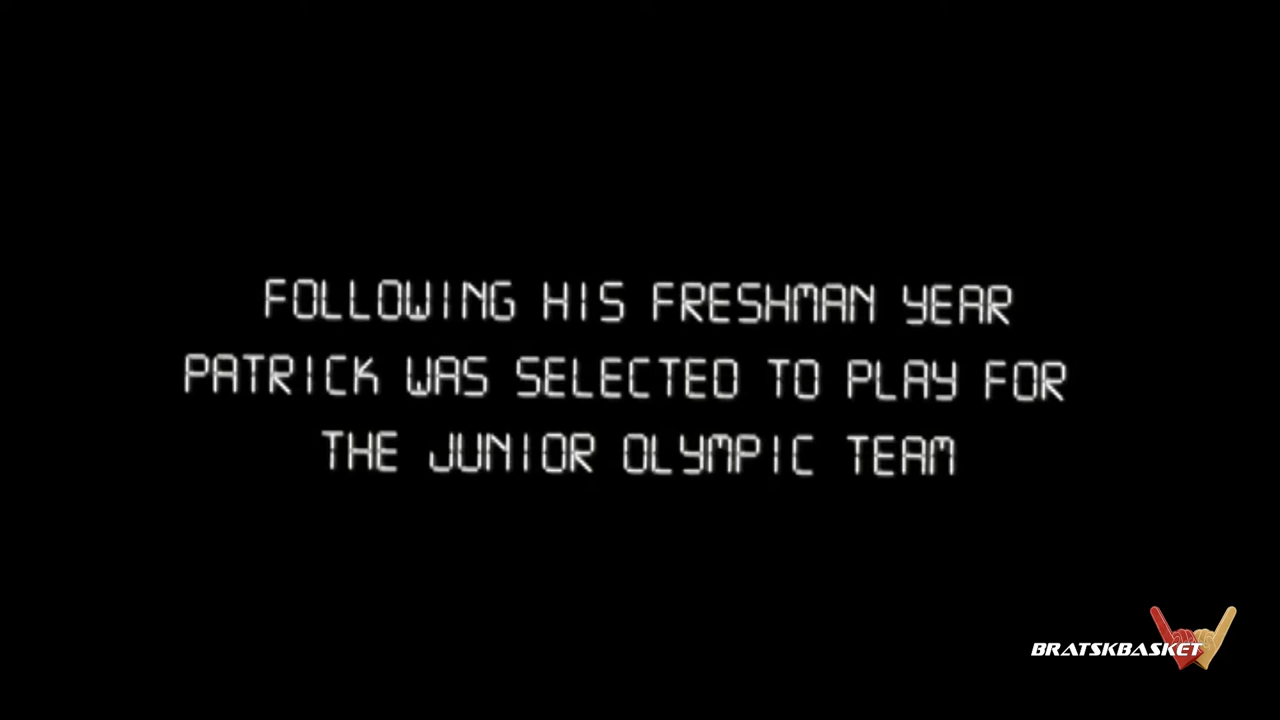 FOLLOWING HIS FRESHMAN YEAR
PATRICK WAS SELECTED TO PLAY FOR
THE JUNIOR OLYMPIC TEAM
BRATSKBASKET